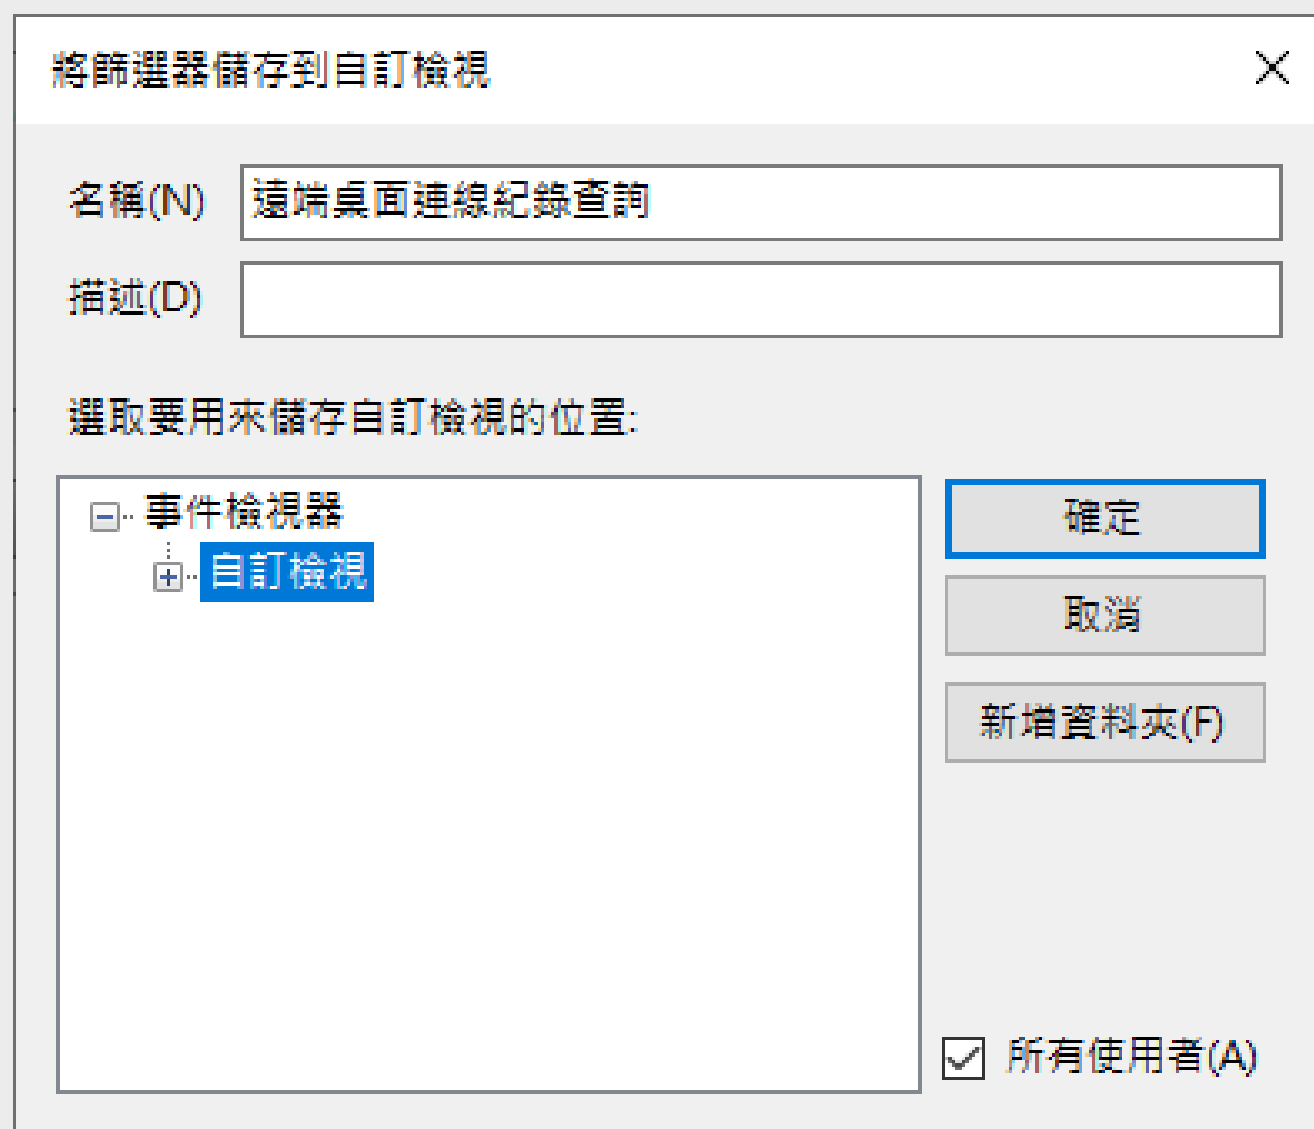 將篩選器儲存到自訂檢視
名稱(N)
遠端桌面連線紀錄查詢
描述(D)
選取要用來儲存自訂檢視的位置:
事件檢視器
自訂檢視
確定
取消
新增資料夾(F)
所有使用者(A)